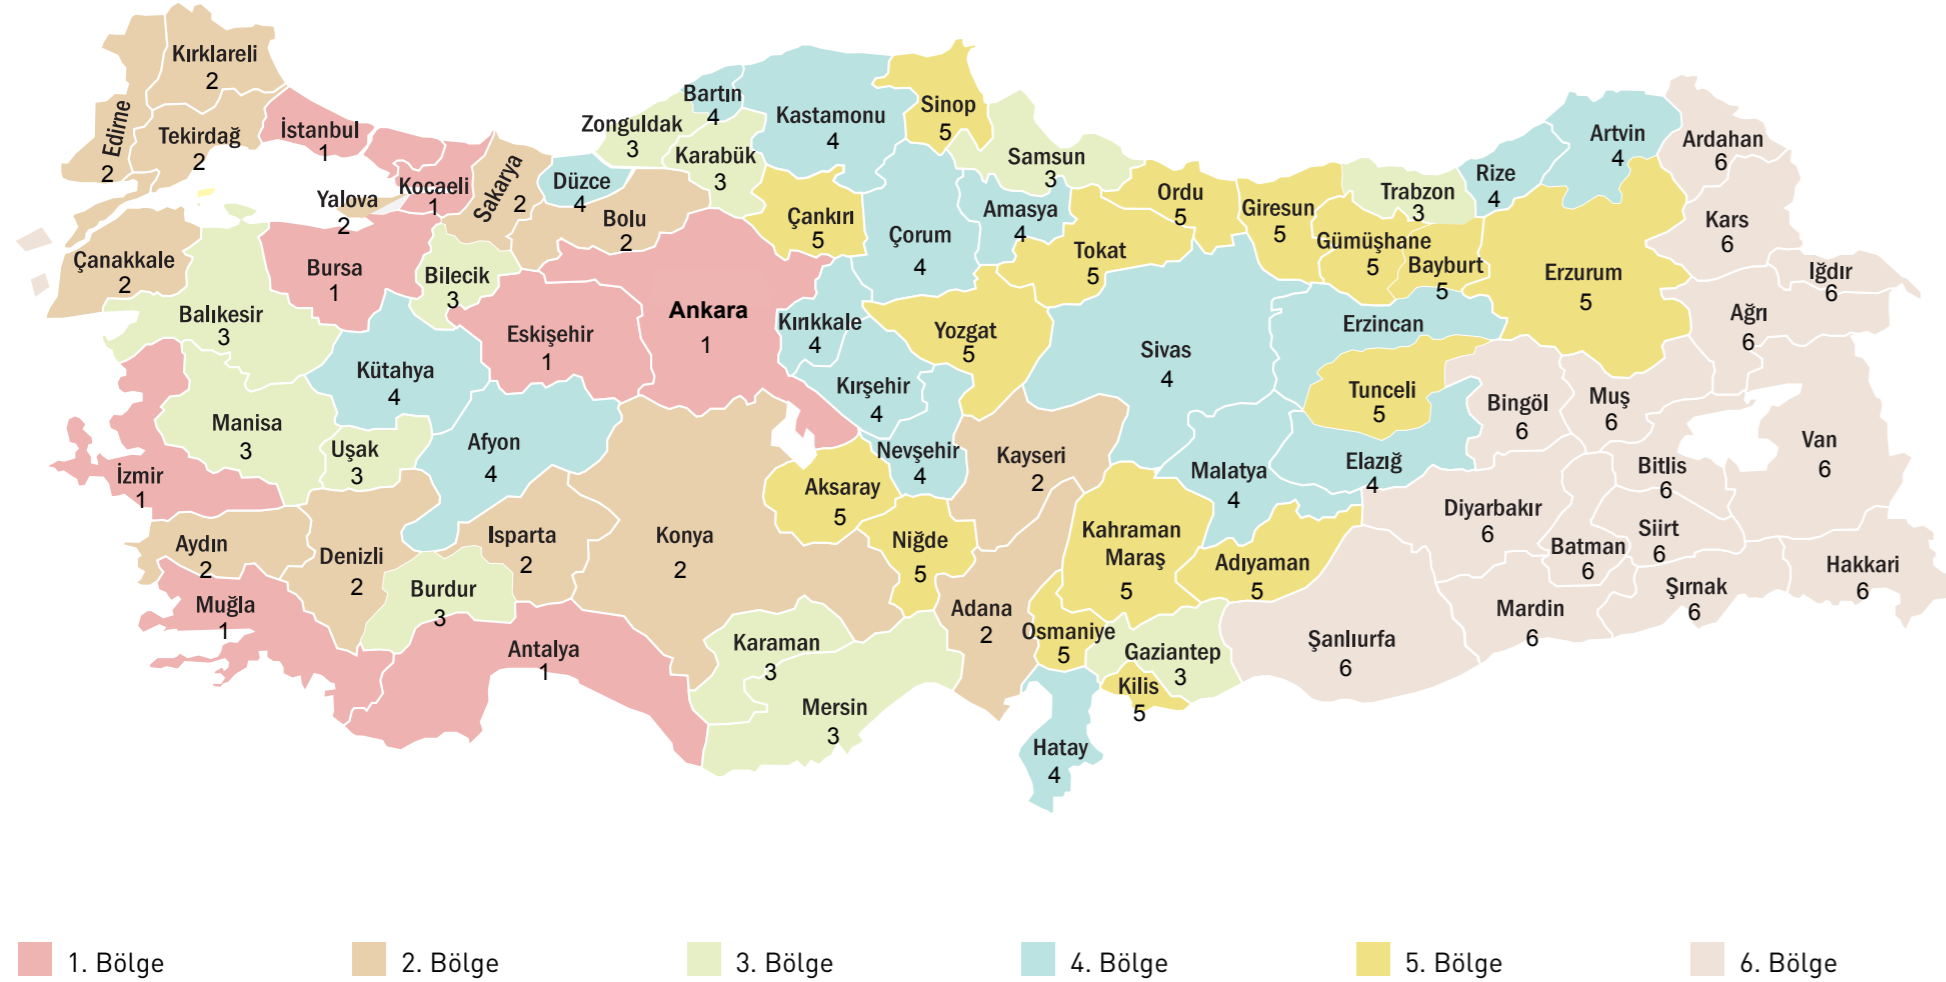 Kırklareli
2
Edirne
2
Tekirdağ
2
İstanbul
1
Yalova
2
Kocaeli
1
Sakarya
2
Düzce
4
Zonguldak
3
Bartın
4
Karabük
3
Kastamonu
4
Sinop
5
Samsun
3
Çankırı
5
Bolu
2
Çorum
4
Amasya
4
Ordu
5
Tokat
5
Giresun
5
Gümüşhane
5
Trabzon
3
Bayburt
5
Rize
4
Artvin
4
Ardahan
6
Kars
6
Iğdır
6
Ağrı
6
Erzurum
5
Erzincan
Çanakkale
2
Balıkesir
3
Bursa
1
Bilecik
3
Eskişehir
1
Ankara
1
Kırıkkale
4
Yozgat
5
Sivas
4
Tunceli
5
Bingöl
6
Muş
6
Van
6
Bitlis
6
Kütahya
4
Kırşehir
4
Manisa
3
Uşak
3
Afyon
4
Nevşehir
4
Kayseri
2
Malatya
4
Elazığ
4
Diyarbakır
6
Siirt
6
Batman
6
Şırnak
6
Hakkari
6
Mardin
6
Şanlıurfa
6
İzmir
1
Aydın
2
Denizli
2
Isparta
2
Konya
2
Aksaray
5
Niğde
5
Kahraman
Maraş
5
Adıyaman
5
Muğla
1
Burdur
3
Antalya
1
Karaman
3
Mersin
3
Adana
2
Osmaniye
5
Gaziantep
3
Kilis
5
Hatay
4
1. Bölge
2. Bölge
3. Bölge
4. Bölge
5. Bölge
6. Bölge